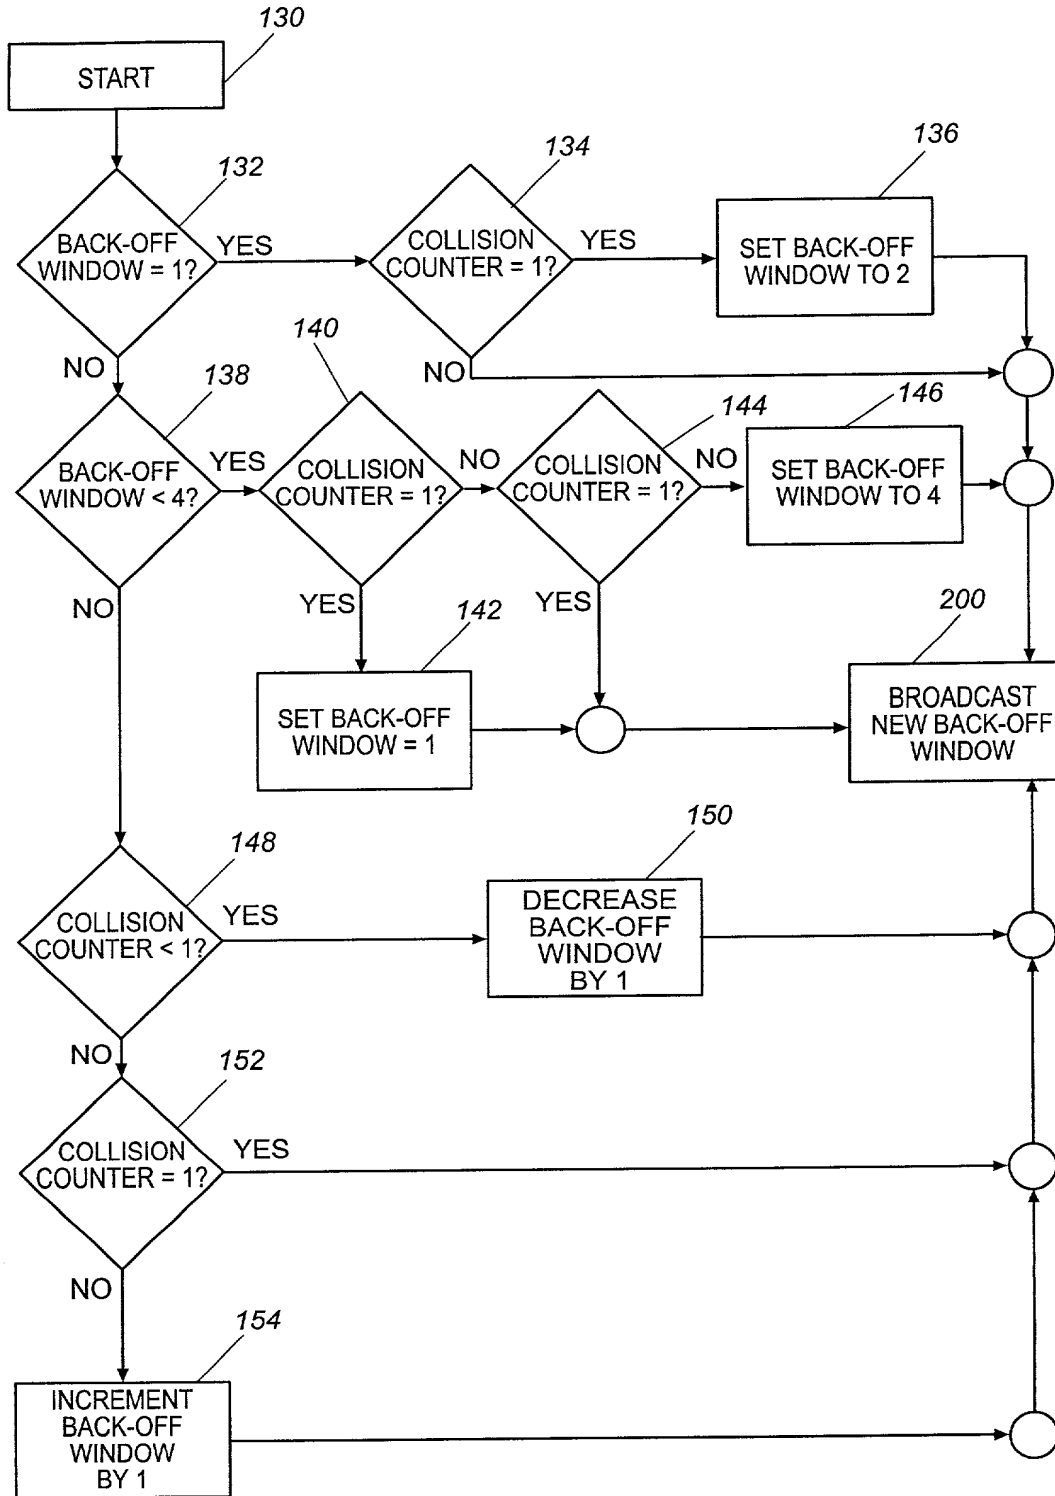 130
START
132
134
136
BACK-OFF
WINDOW = 1?
YES
COLLISION
COUNTER = 1?
YES
SET BACK-OFF
WINDOW TO 2
NO
NO
138
140
144
146
BACK-OFF
WINDOW < 4?
YES
COLLISION
COUNTER = 1?
NO
COLLISION
COUNTER = 1?
NO
SET BACK-OFF
WINDOW TO 4
NO
YES
YES
142
200
SET BACK-OFF
WINDOW = 1
BROADCAST
NEW BACK-OFF
WINDOW
148
150
COLLISION
COUNTER < 1?
YES
DECREASE
BACK-OFF
WINDOW
BY 1
NO
152
COLLISION
COUNTER = 1?
YES
NO
154
INCREMENT
BACK-OFF
WINDOW
BY 1